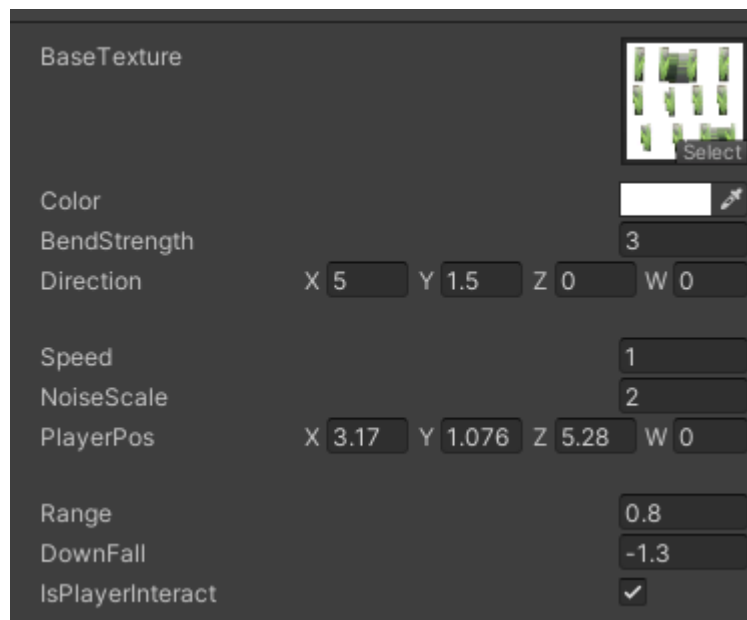 BaseTexture
Select
Color
BendStrength 3
Direction X 5 Y 1.5 Z 0 W 0
Speed 1
NoiseScale 2
PlayerPos X 3.17 Y 1.076 Z 5.28 W 0
Range 0.8
DownFall -1.3
IsPlayerInteract